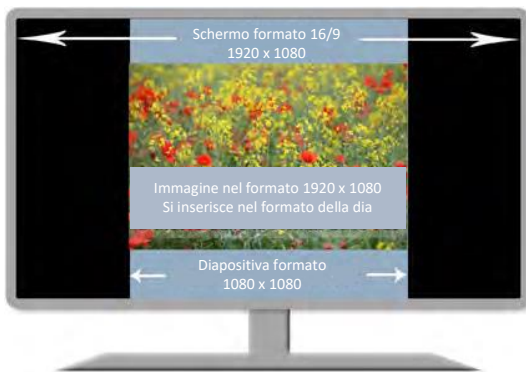 Schermo formato 16/9
1920 x 1080
Immagine nel formato 1920 x 1080
Si inserisce nel formato della dia
Diapositiva formato
1080 x 1080